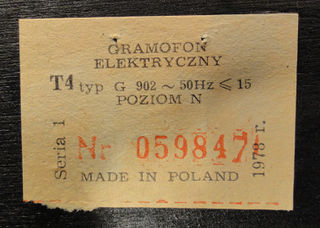 GRAMOFON
ELEKTRYCZNY
T4 typ G 902 ~ 50Hz ⩽ 15
POZIOM N
Seria 1
Nr 059847
1978 r.
MADE IN POLAND